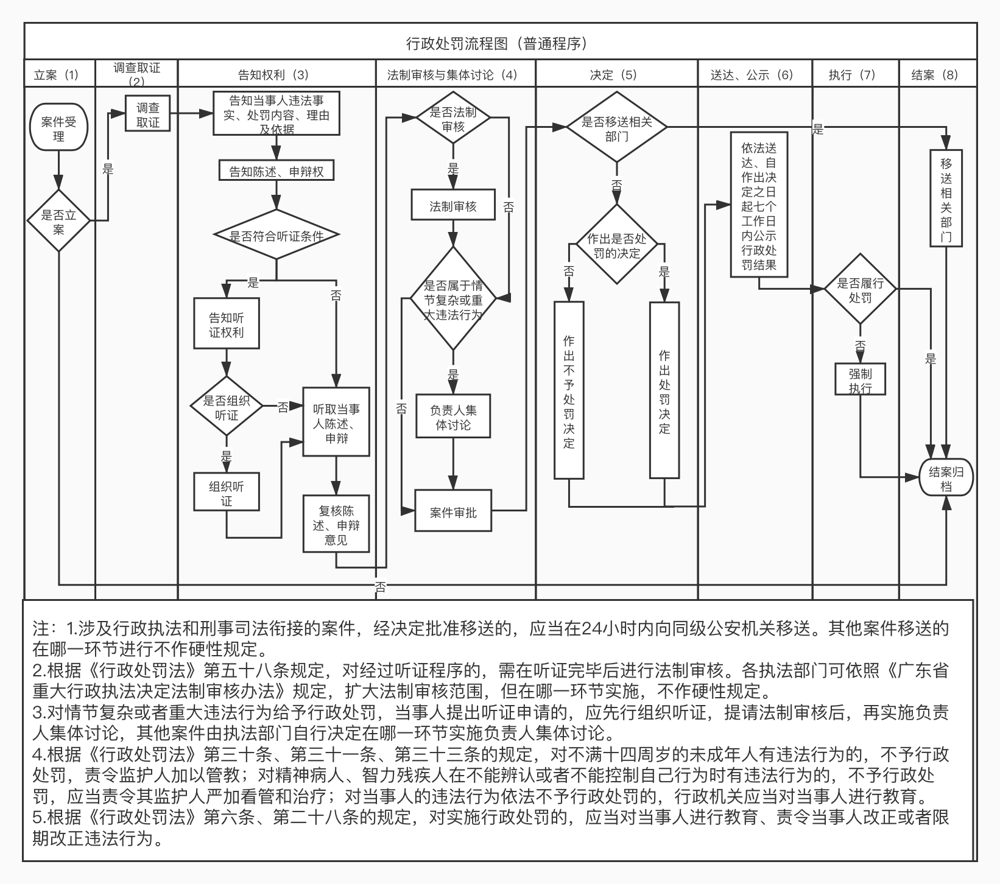 行政处罚流程图（普通程序）
立案（1）
调查取证
（2）
告知权利（3）
法制审核与集体讨论（4）
决定（5）
送达、公示（6）
执行（7）
结案（8）
案件受
理
是否立
案
是
调查
取证
告知当事人违法事
实、处罚内容、理由
及依据
告知陈述、申辩权
是否符合听证条件
是
否
告知听
证权利
是否组织
听证
否
是
组织听
证
听取当事
人陈述、
申辩
复核陈
述、申辩
意见
是否法制
审核
是
否
法制审核
是否属于情
节复杂或重
大违法行为
是
否
负责人集
体讨论
案件审批
是否移送相关
部门
是
否
作出是否处
罚的决定
否
是
作
出
不
予
处
罚
决
定
作
出
处
罚
决
定
依法送
达、自
作出决
定之日
起七个
工作日
内公示
行政处
罚结果
是否履行
处罚
否
是
强制
执行
移
送
相
关
部
门
结案归
档
否
注：1.涉及行政执法和刑事司法衔接的案件，经决定批准移送的，应当在24小时内向同级公安机关移送。其他案件移送的
在哪一环节进行不作硬性规定。
2.根据《行政处罚法》第五十八条规定，对经过听证程序的，需在听证完毕后进行法制审核。各执法部门可依照《广东省
重大行政执法决定法制审核办法》规定，扩大法制审核范围，但在哪一环节实施，不作硬性规定。
3.对情节复杂或者重大违法行为给予行政处罚，当事人提出听证申请的，应先行组织听证，提请法制审核后，再实施负责
人集体讨论，其他案件由执法部门自行决定在哪一环节实施负责人集体讨论。
4.根据《行政处罚法》第三十条、第三十一条、第三十三条的规定，对不满十四周岁的未成年人有违法行为的，不予行政
处罚，责令监护人加以管教；对精神病人、智力残疾人在不能辨认或者不能控制自己行为时有违法行为的，不予行政处
罚，应当责令其监护人严加看管和治疗；对当事人的违法行为依法不予行政处罚的，行政机关应当对当事人进行教育。
5.根据《行政处罚法》第六条、第二十八条的规定，对实施行政处罚的，应当对当事人进行教育、责令当事人改正或者限
期改正违法行为。